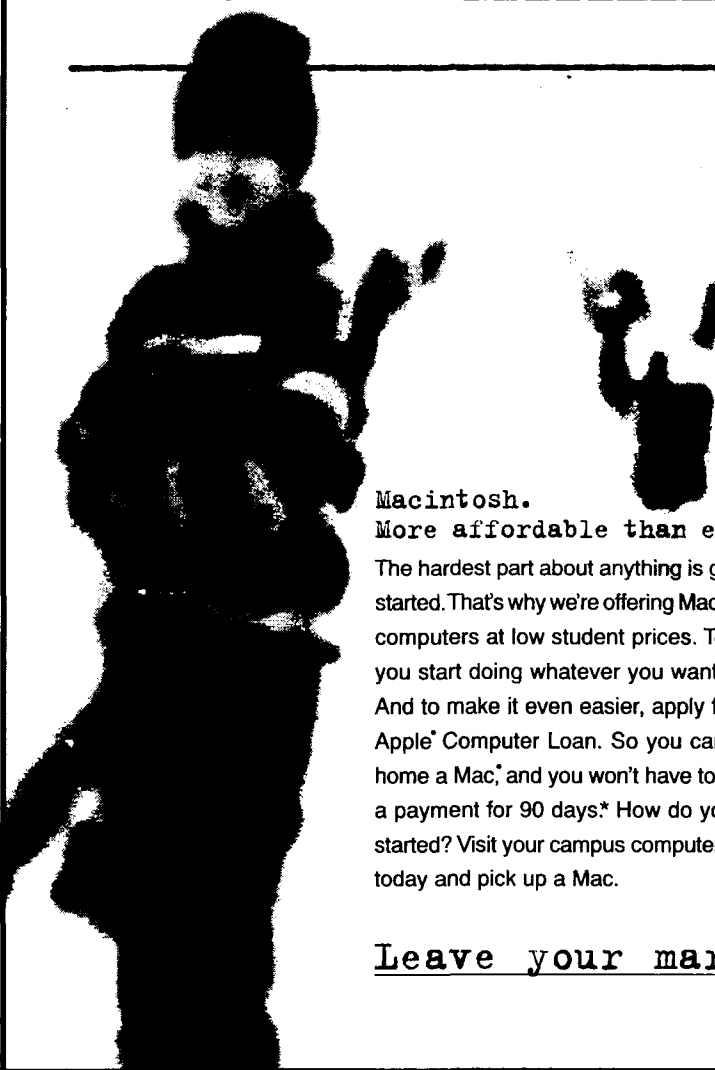 Macintosh.
More affordable than e
The hardest part about anything is g
started. That's why we're offering Mac
computers at low student prices. T
you start doing whatever you want
And to make it even easier, apply f
Apple® Computer Loan. So you ca
home a Mac,® and you won't have to
a payment for 90 days.* How do yo
started? Visit your campus compute
today and pick up a Mac.
Leave your mar